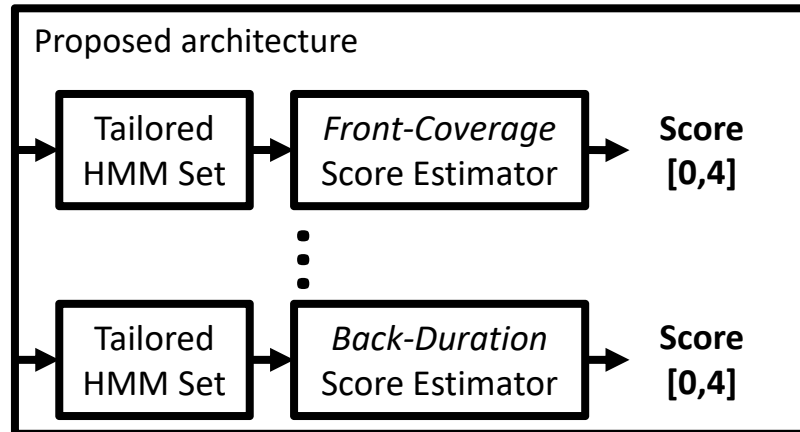 Proposed architecture
Tailored
HMM Set
Front-Coverage
Score Estimator
Score
[0,4]
Tailored
HMM Set
Back-Duration
Score Estimator
Score
[0,4]